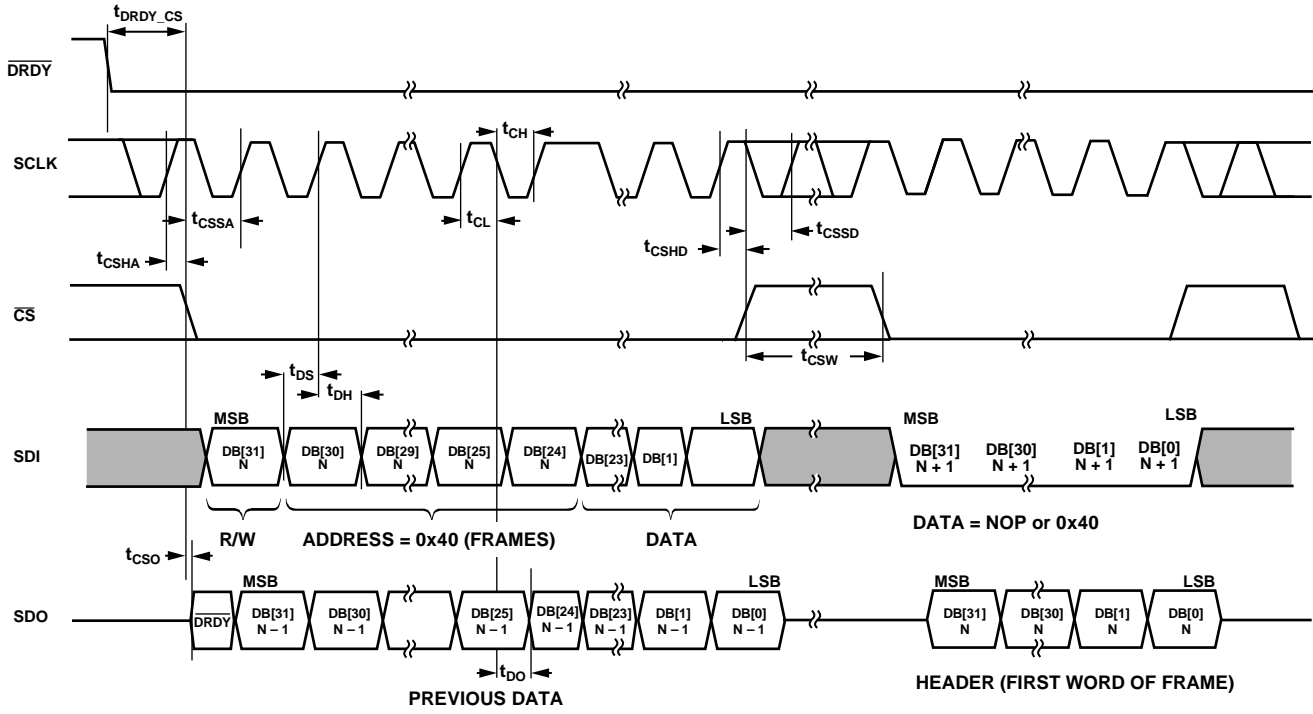 tDRDY_CS
DRDY
SCLK
tCH
tCSSA
tCL
tCSHA
tCSHD
tCSSD
CS
tCSW
tDS
tDH
SDI
MSB
LSB
MSB
LSB
DB[31]
N
DB[30]
N
DB[29]
N
DB[25]
N
DB[24]
N
DB[23]
DB[1]
DB[31]
N + 1
DB[30]
N + 1
DB[1]
N + 1
DB[0]
N + 1
R/W
ADDRESS = 0x40 (FRAMES)
DATA
DATA = NOP or 0x40
tCSO
SDO
MSB
LSB
MSB
LSB
DRDY
DB[31]
N – 1
DB[30]
N – 1
DB[25]
N – 1
DB[24]
N – 1
DB[23]
N – 1
DB[1]
N – 1
DB[0]
N – 1
DB[31]
N
DB[30]
N
DB[1]
N
DB[0]
N
tDO
PREVIOUS DATA
HEADER (FIRST WORD OF FRAME)